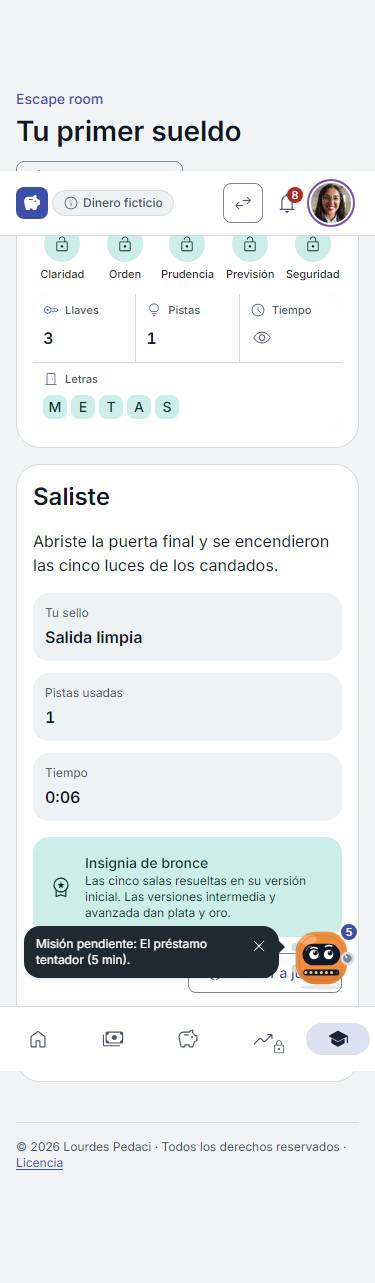 Escape room
Tu primer sueldo
Dinero ficticio
8
Claridad
Orden
Prudencia
Previsión
Seguridad
Llaves
Pistas
Tiempo
3
1
Letras
M E T A S
Saliste
Abriste la puerta final y se encendieron
las cinco luces de los candados.
Tu sello
Salida limpia
Pistas usadas
1
Tiempo
0:06
Insignia de bronce
Las cinco salas resueltas en su versión
inicial. Las versiones intermedia y
avanzada dan plata y oro.
Misión pendiente: El préstamo
tentador (5 min).
5
© 2026 Lourdes Pedaci · Todos los derechos reservados ·
Licencia